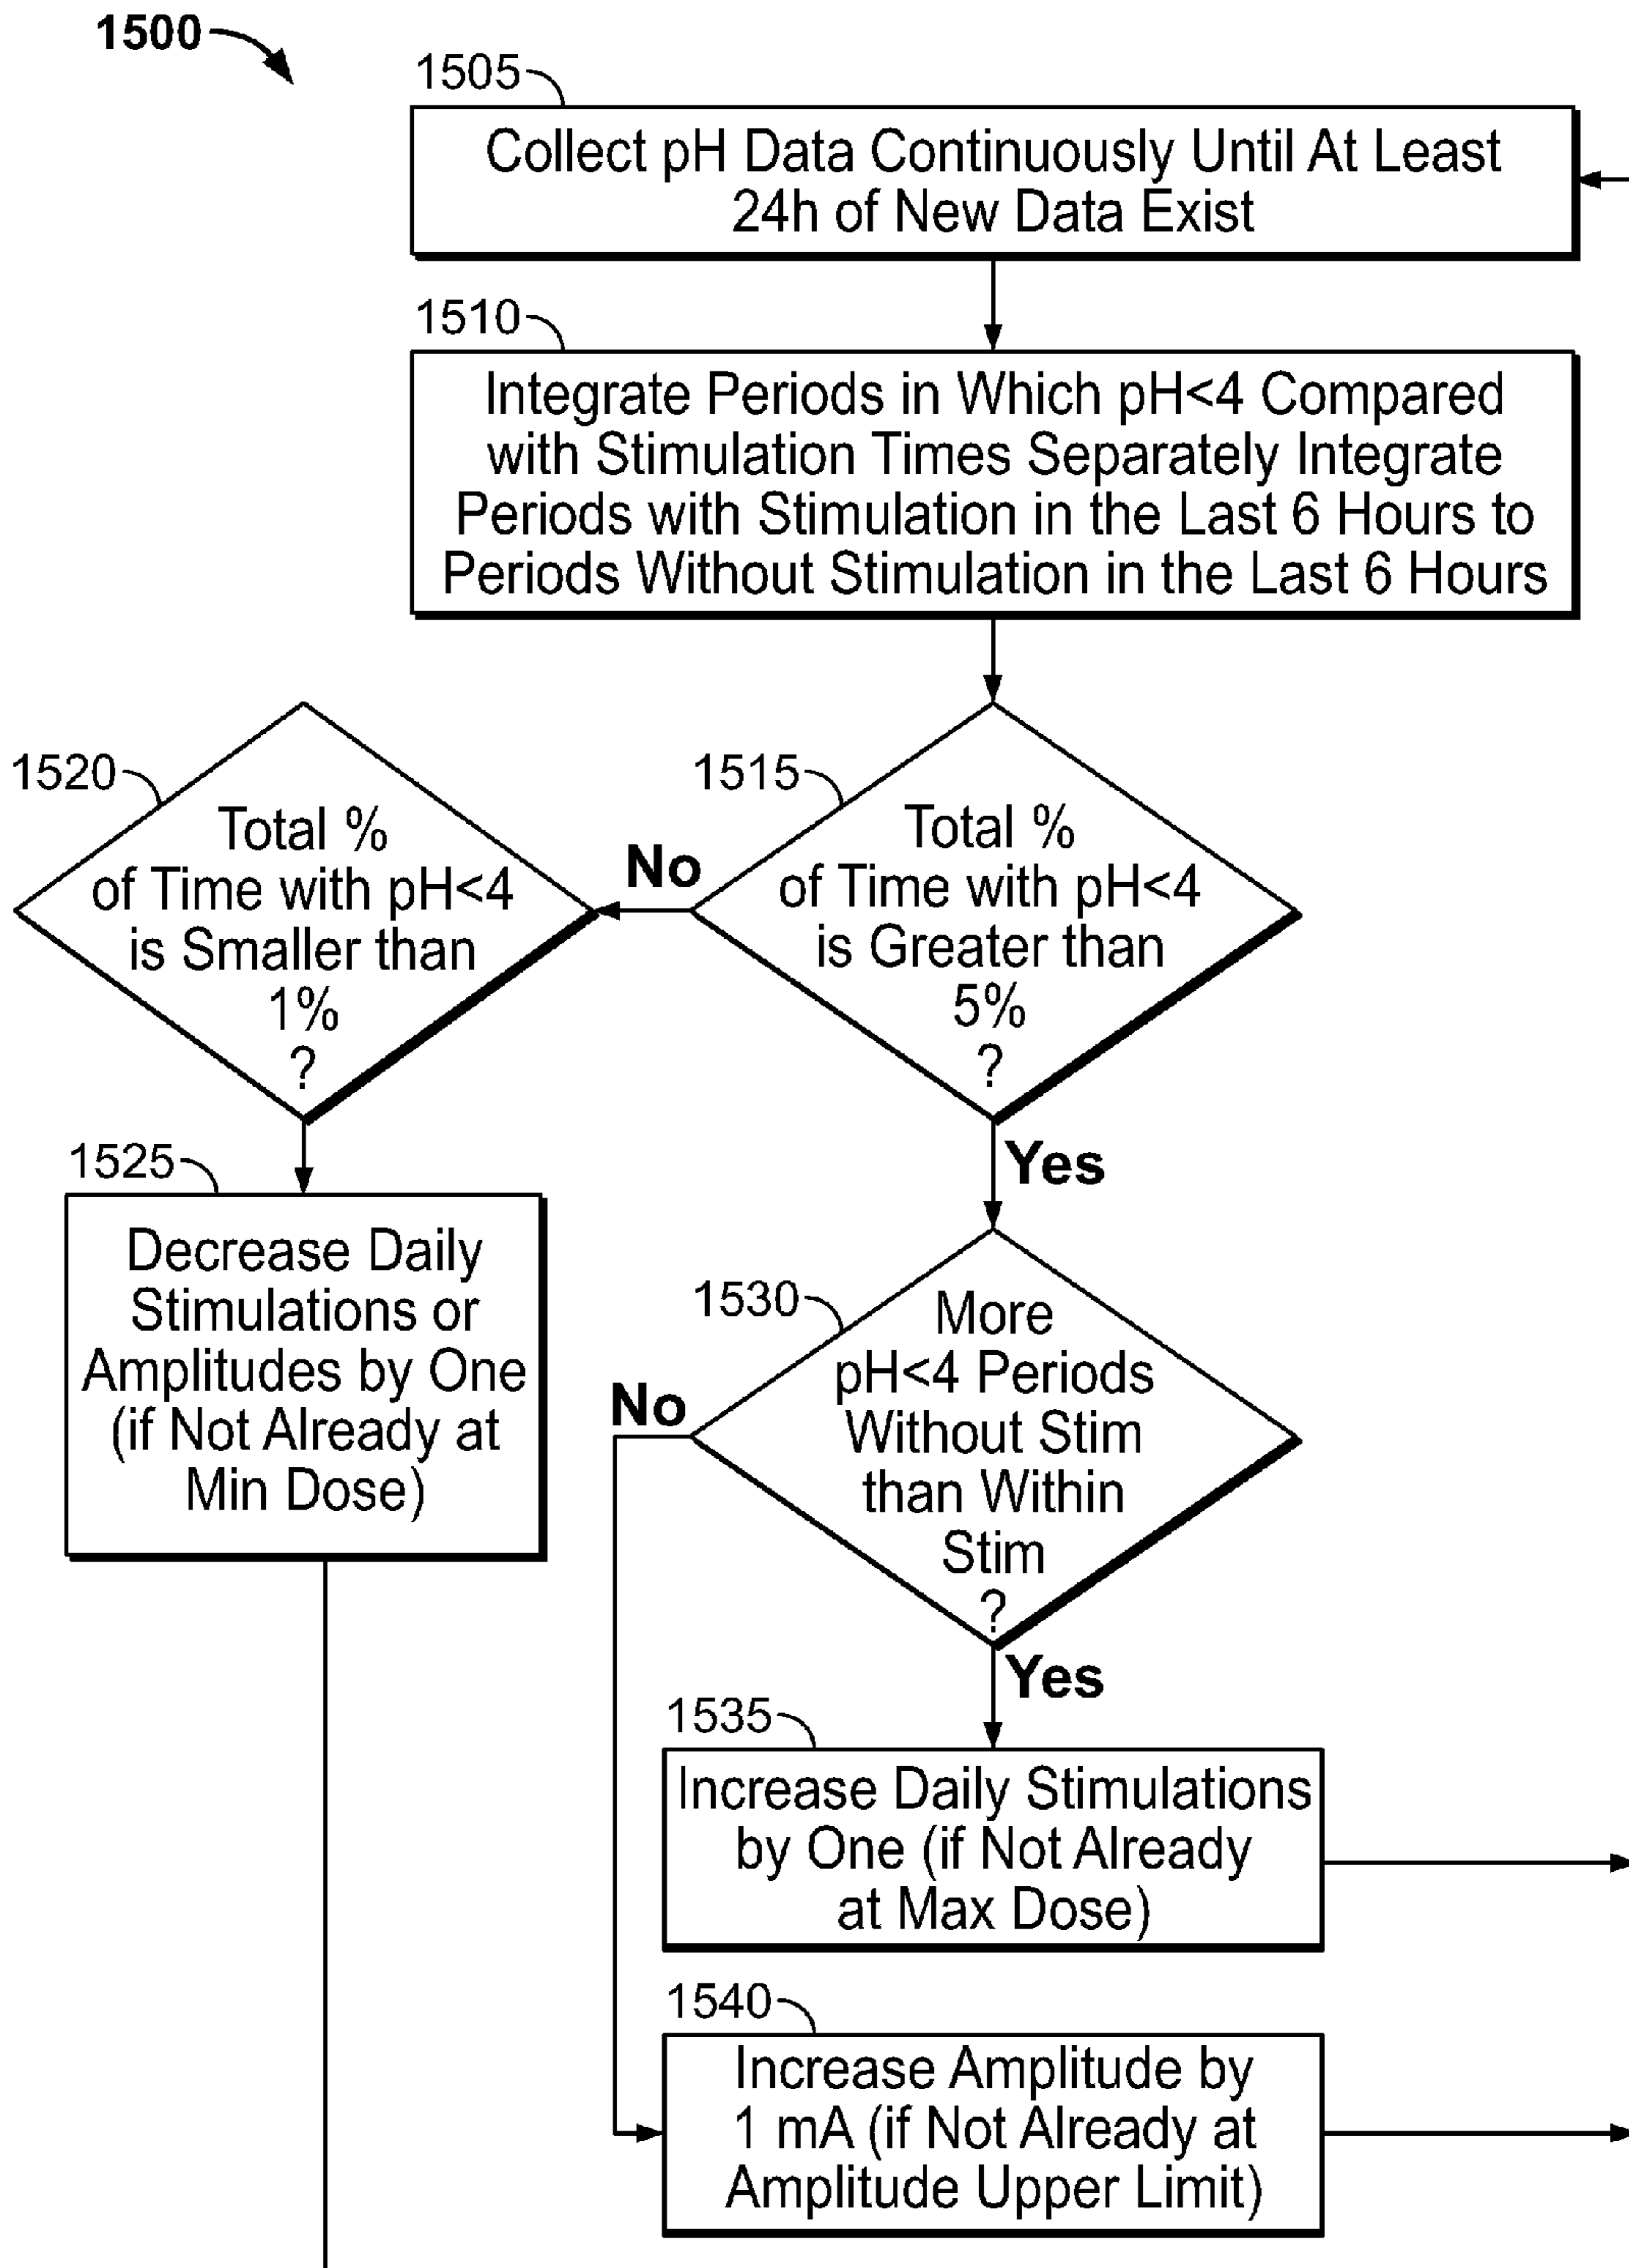 1500
1505
Collect pH Data Continuously Until At Least
24h of New Data Exist
1510
Integrate Periods in Which pH<4 Compared
with Stimulation Times Separately Integrate
Periods with Stimulation in the Last 6 Hours to
Periods Without Stimulation in the Last 6 Hours
1520
Total %
of Time with pH<4
is Smaller than
1%
?
No
1515
Total %
of Time with pH<4
is Greater than
5%
?
Yes
1525
Decrease Daily
Stimulations or
Amplitudes by One
(if Not Already at
Min Dose)
1530
More
pH<4 Periods
Without Stim
than Within
Stim
?
No
Yes
1535
Increase Daily Stimulations
by One (if Not Already
at Max Dose)
1540
Increase Amplitude by
1 mA (if Not Already at
Amplitude Upper Limit)